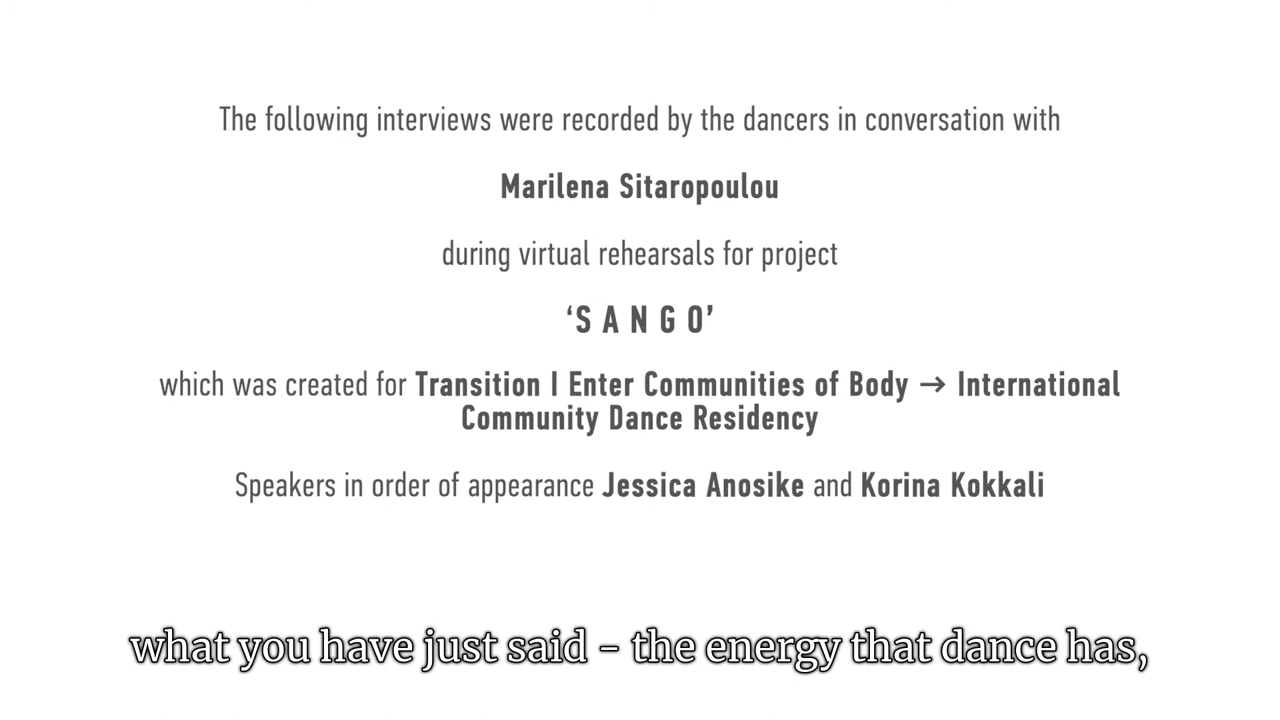 The following interviews were recorded by the dancers in conversation with
Marilena Sitaropoulou
during virtual rehearsals for project
‘S A N G O’
which was created for Transition I Enter Communities of Body → International
Community Dance Residency
Speakers in order of appearance Jessica Anosike and Korina Kokkali
what you have just said - the energy that dance has,